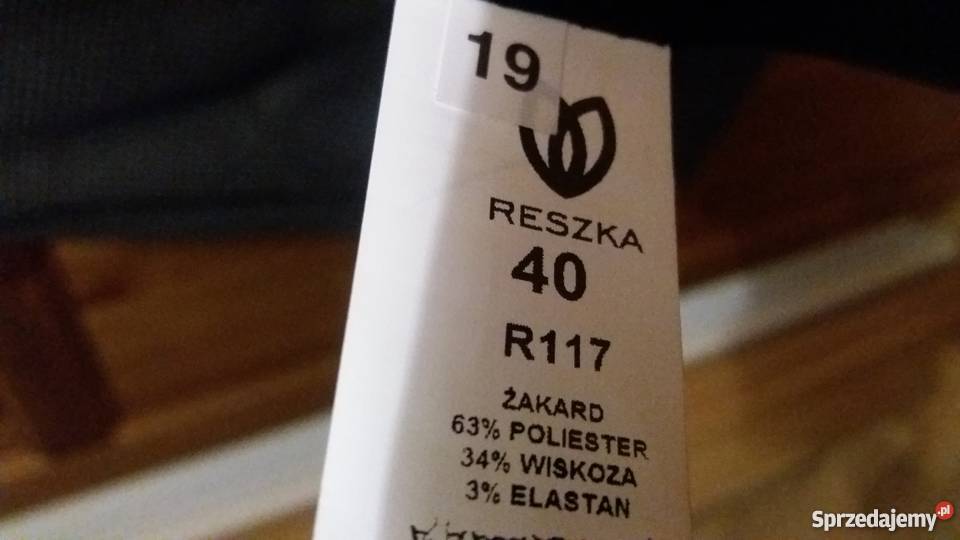 19
RESZKA
40
R117
ŻAKARD
63% POLIESTER
34% WISKOZA
3% ELASTAN
Sprzedajemy.pl